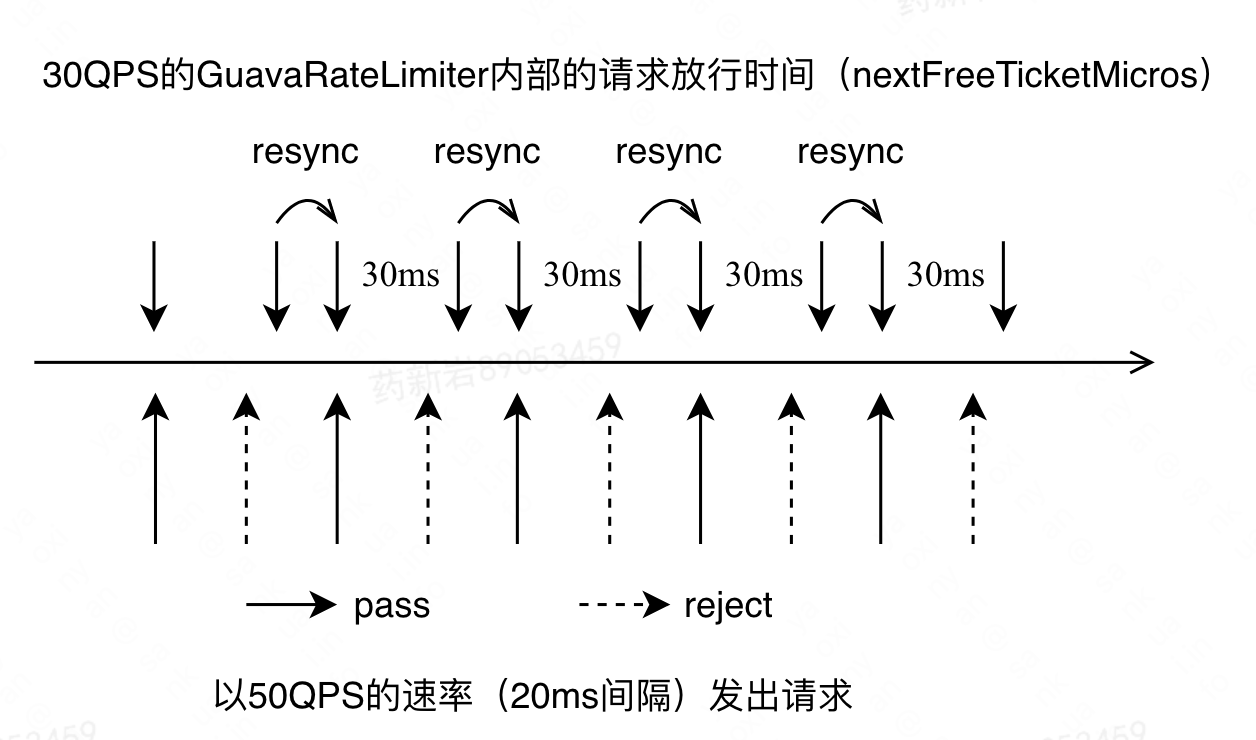 30QPS的GuavaRateLimiter内部的请求放行时间（nextFreeTicketMicros）
resync resync resync resync
30ms 30ms 30ms 30ms
药新岩89053459
pass reject
以50QPS的速率（20ms间隔）发出请求